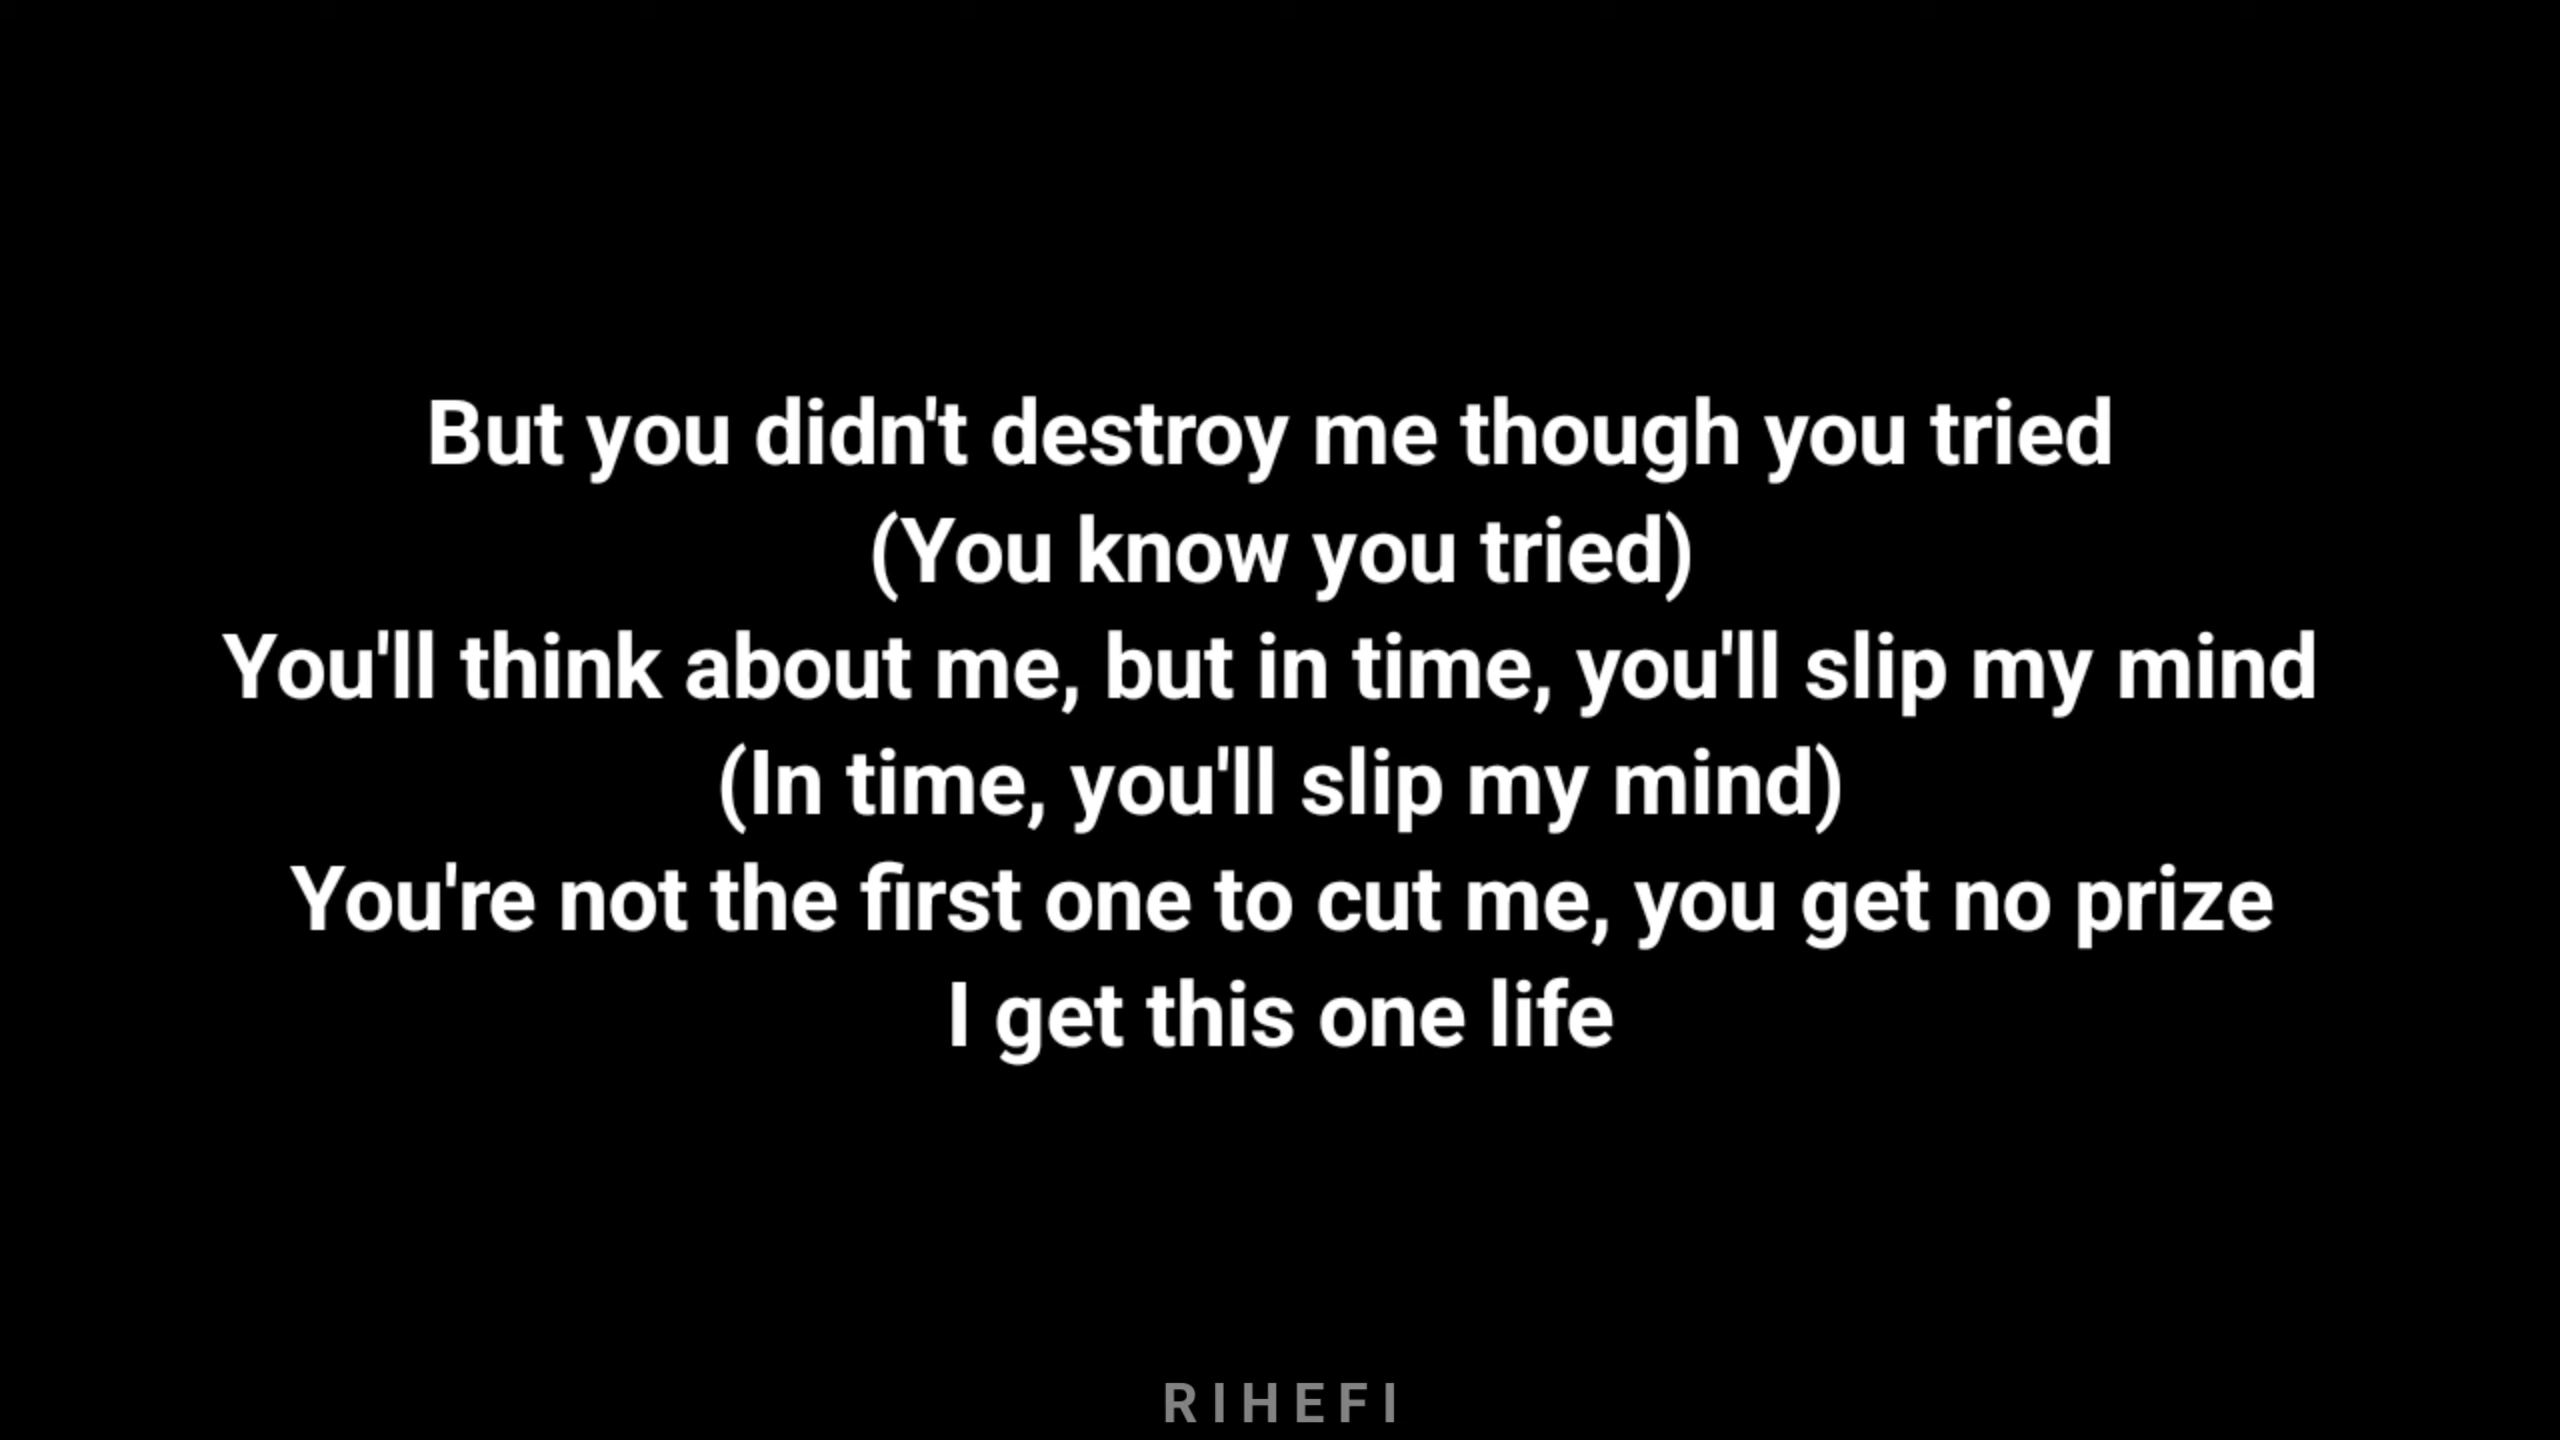 But you didn't destroy me though you tried
(You know you tried)
You'll think about me, but in time, you'll slip my mind
(In time, you'll slip my mind)
You're not the first one to cut me, you get no prize
I get this one life
RIHEFI